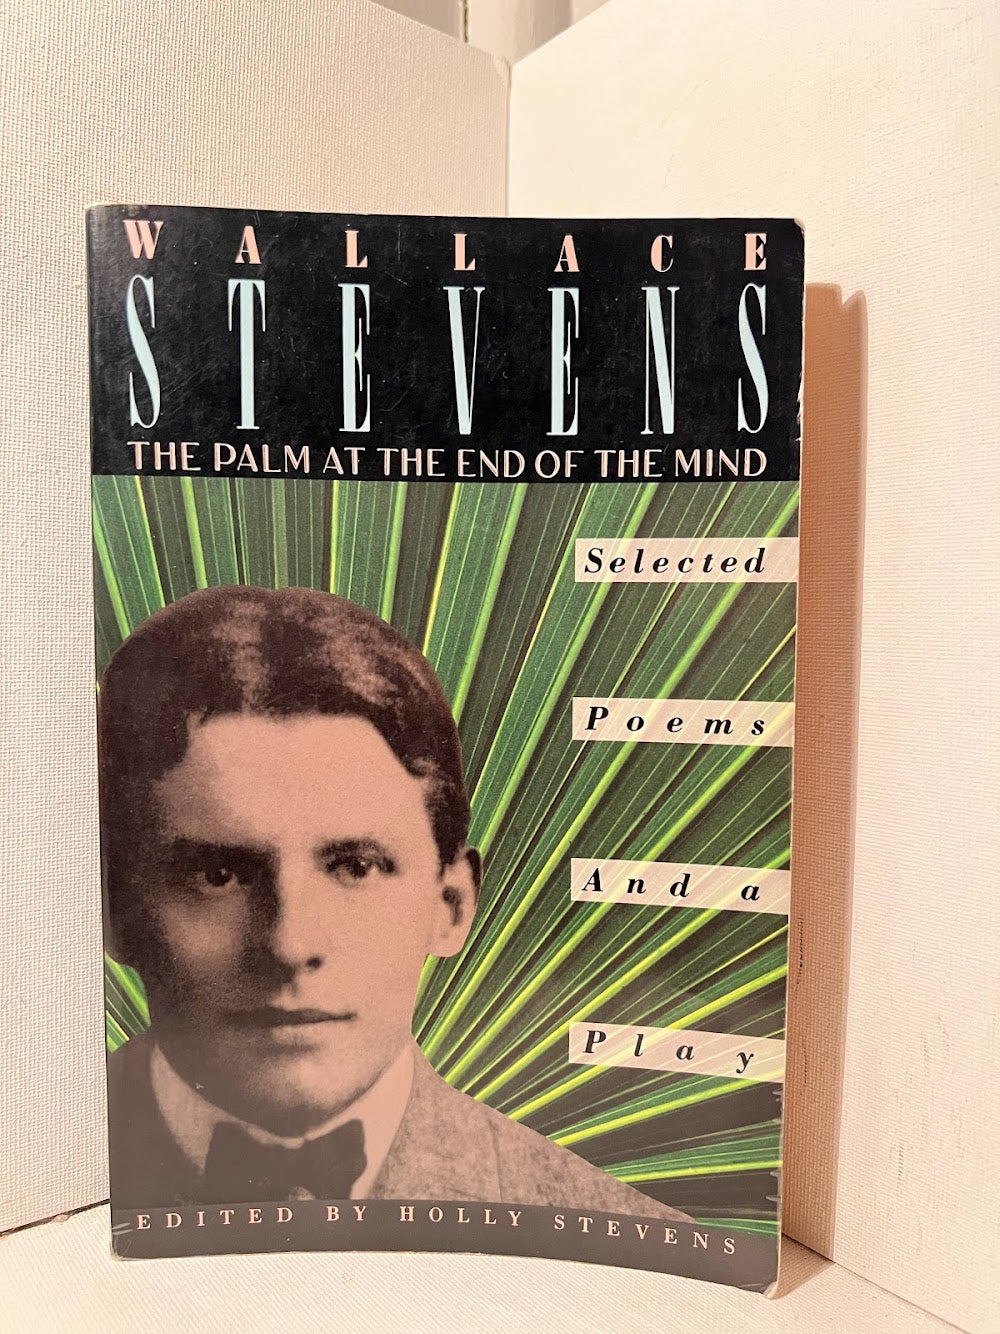 WALLACE
STEVENS
THE PALM AT THE END OF THE MIND
Selected
Poems
And a
Play
EDITED BY HOLLY STEVENS